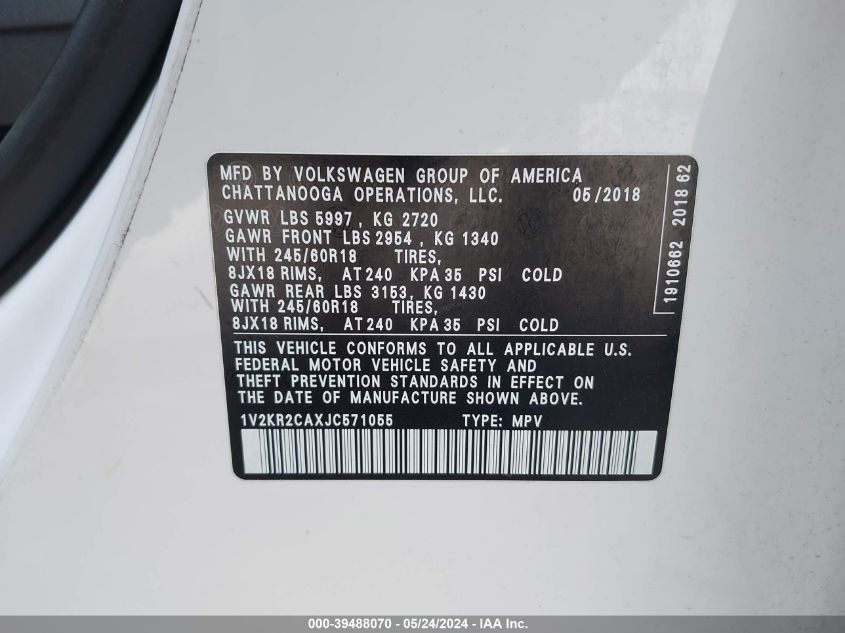 MFD BY VOLKSWAGEN GROUP OF AMERICA
CHATTANOOGA OPERATIONS, LLC. 05/2018
GVWR LBS 5997, KG 2720
GAWR FRONT LBS 2954, KG 1340
WITH 245/60R18 TIRES,
8JX18 RIMS, AT 240 KPA 35 PSI COLD
GAWR REAR LBS 3153, KG 1430
WITH 245/60R18 TIRES,
8JX18 RIMS, AT 240 KPA 35 PSI COLD
THIS VEHICLE CONFORMS TO ALL APPLICABLE U.S.
FEDERAL MOTOR VEHICLE SAFETY AND
THEFT PREVENTION STANDARDS IN EFFECT ON
THE DATE OF MANUFACTURE SHOWN ABOVE.
1V2KR2CAXJC571055 TYPE: MPV
1910662 2018 62
000-39488070 - 05/24/2024 - IAA Inc.